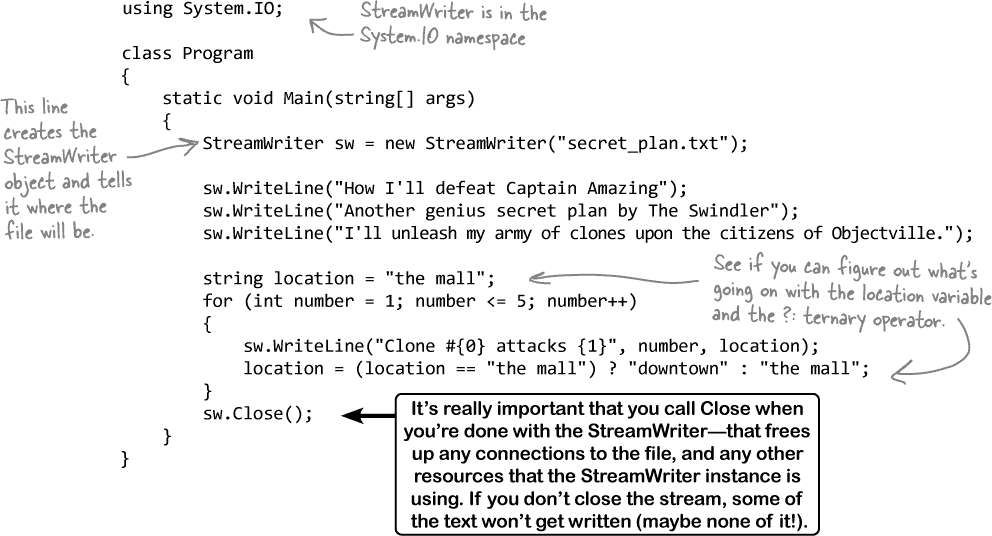 using System.IO;
StreamWriter is in the
System.IO namespace
class Program
{
static void Main(string[] args)
{
This line
creates the
StreamWriter
object and tells
it where the
file will be.
StreamWriter sw = new StreamWriter("secret_plan.txt");
sw.WriteLine("How I'll defeat Captain Amazing");
sw.WriteLine("Another genius secret plan by The Swindler");
sw.WriteLine("I'll unleash my army of clones upon the citizens of Objectville.");
string location = "the mall";
See if you can figure out what's
going on with the location variable
and the ?: ternary operator.
for (int number = 1; number <= 5; number++)
{
sw.WriteLine("Clone #{0} attacks {1}", number, location);
location = (location == "the mall") ? "downtown" : "the mall";
}
sw.Close();
It's really important that you call Close when
you're done with the StreamWriter—that frees
up any connections to the file, and any other
resources that the StreamWriter instance is
using. If you don't close the stream, some of
the text won't get written (maybe none of it!).
}
}